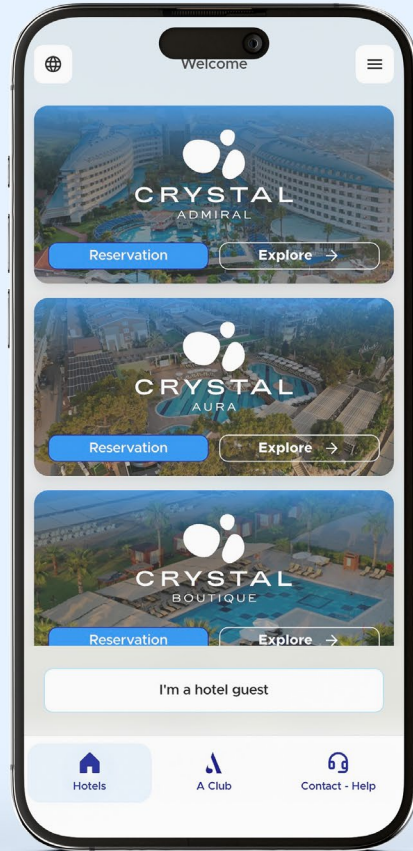 Welcome
CRYSTAL
ADMIRAL
Reservation
Explore →
CRYSTAL
AURA
Reservation
Explore →
CRYSTAL
BOUTIQUE
Reservation
Explore →
I'm a hotel guest
Hotels
A Club
Contact - Help